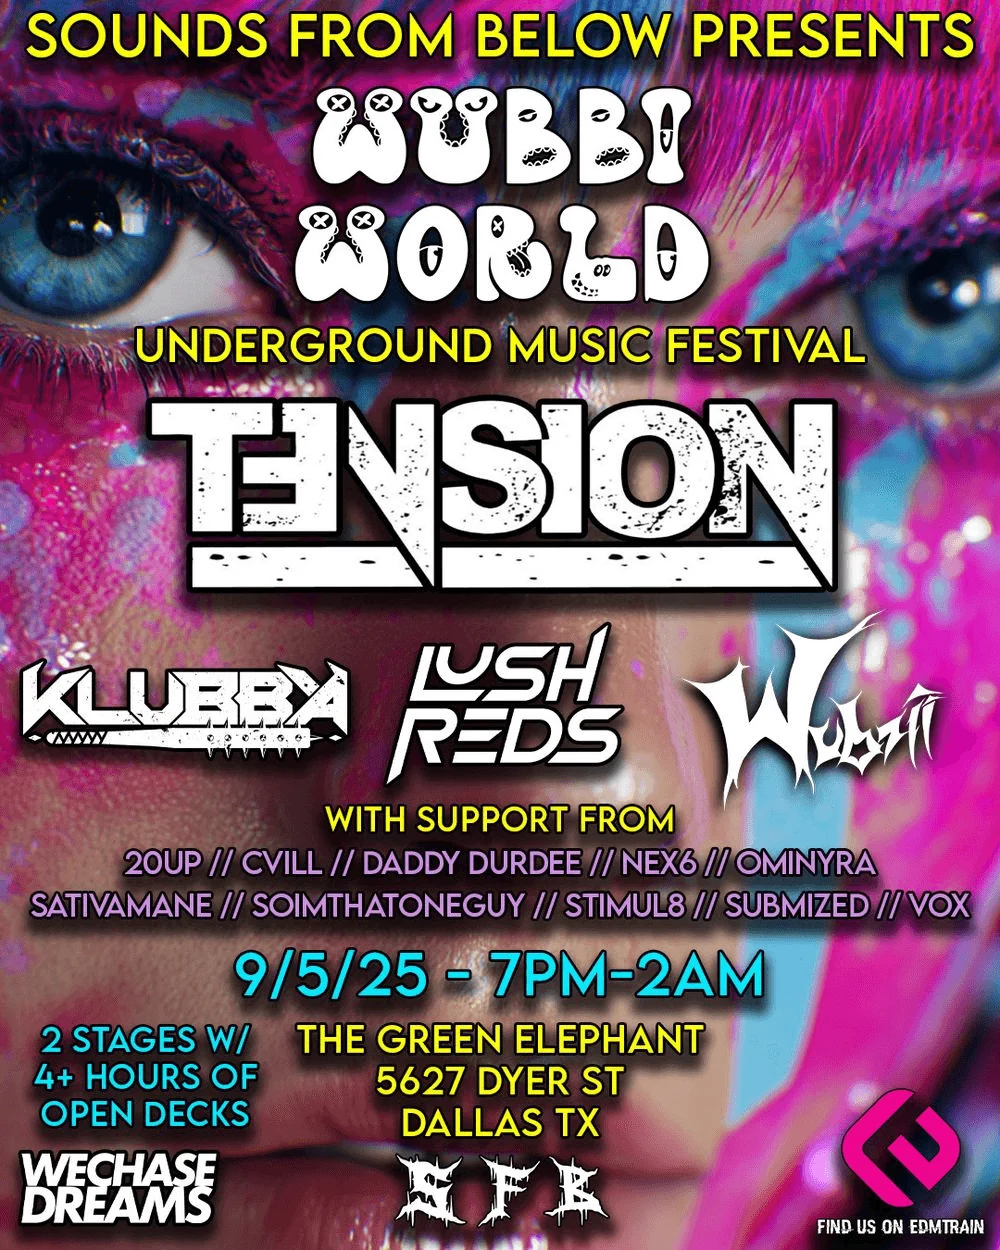 SOUNDS FROM BELOW PRESENTS
WUBBI
WORLD
UNDERGROUND MUSIC FESTIVAL
TENSION
KLUBBX
LUSH
REDS
Wubzii
WITH SUPPORT FROM
20UP // CVILL // DADDY DURDEE // NEX6 // OMINYRA
SATIVAMANE // SOIMTHATONEGUY // STIMUL8 // SUBMIZED // VOX
9/5/25 - 7PM-2AM
2 STAGES W/
4+ HOURS OF
OPEN DECKS
THE GREEN ELEPHANT
5627 DYER ST
DALLAS TX
WECHASE
DREAMS
SFB
FIND US ON EDMTRAIN